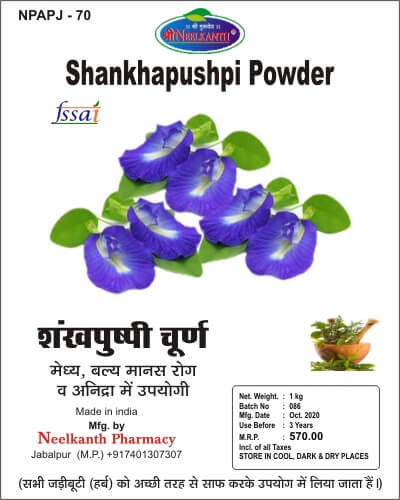 NPAPJ - 70
|| श्री गुरूदेव ||
श्री NEELKANTH
Shankhapushpi Powder
fssai
शंखपुष्पी चूर्ण
मेध्य, बल्य मानस रोग
व अनिद्रा में उपयोगी
Made in india
Mfg. by
Neelkanth Pharmacy
Jabalpur (M.P.) +917401307307
Net. Weight. : 1 kg
Batch No : 086
Mfg. Date : Oct. 2020
Use Before : 3 Years
M.R.P. : 570.00
Incl. of all Taxes
STORE IN COOL, DARK & DRY PLACES
(सभी जड़ीबूटी (हर्ब) को अच्छी तरह से साफ करके उपयोग में लिया जाता हैं।)